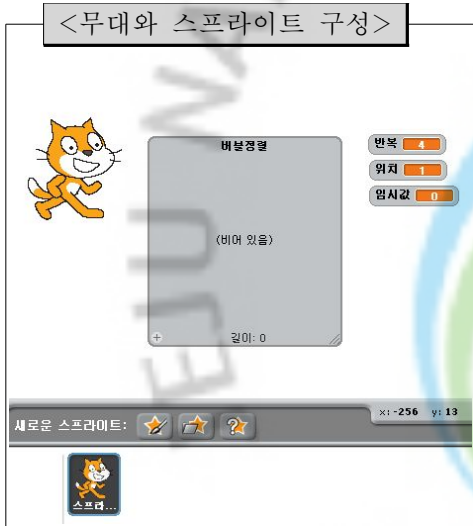 <무대와 스프라이트 구성>
버블정렬
반복 4
위치 1
임시값 0
(비어 있음)
+ 길이: 0
x: -256 y: 13
새로운 스프라이트:
스프라...